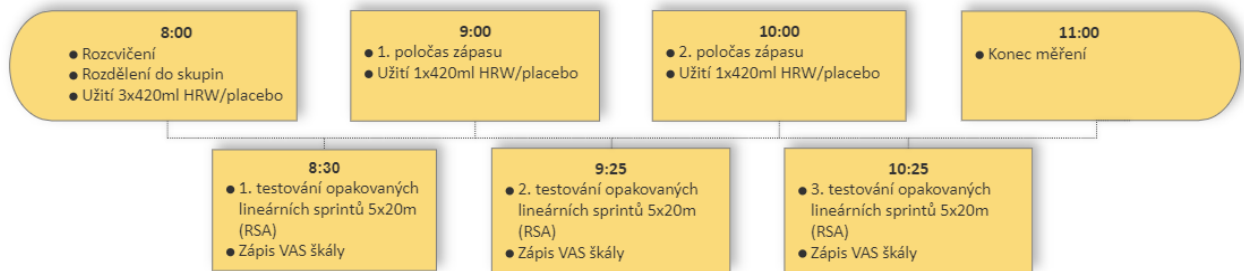 8:00
● Rozcvičení
● Rozdělení do skupin
● Užití 3x420ml HRW/placebo
9:00
● 1. poločas zápasu
● Užití 1x420ml HRW/placebo
10:00
● 2. poločas zápasu
● Užití 1x420ml HRW/placebo
11:00
● Konec měření
8:30
● 1. testování opakovaných
lineárních sprintů 5x20m
(RSA)
● Zápis VAS škály
9:25
● 2. testování opakovaných
lineárních sprintů 5x20m
(RSA)
● Zápis VAS škály
10:25
● 3. testování opakovaných
lineárních sprintů 5x20m
(RSA)
● Zápis VAS škály